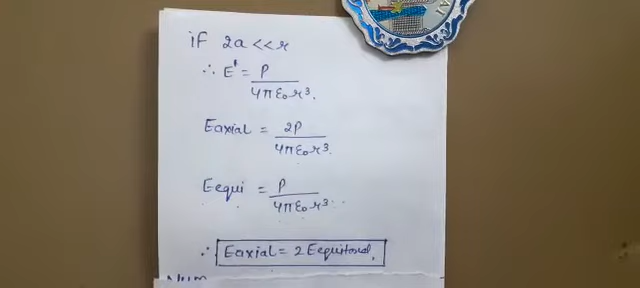 if 2a << r
∴ E' = P / 4πε₀r³.
Eaxial = 2P / 4πε₀r³.
Eequi = P / 4πε₀r³.
∴ Eaxial = 2 Eequitorial.